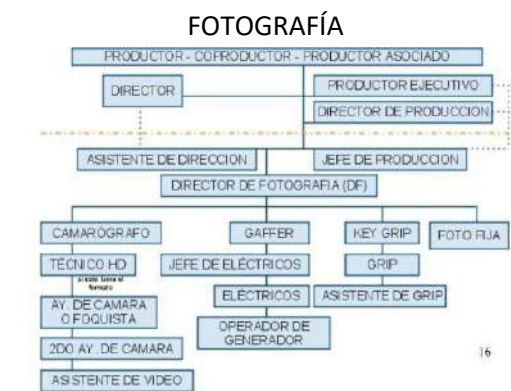 FOTOGRAFÍA
PRODUCTOR - COPRODUCTOR - PRODUCTOR ASOCIADO
DIRECTOR
PRODUCTOR EJECUTIVO
DIRECTOR DE PRODUCCION
ASISTENTE DE DIRECCION
JEFE DE PRODUCCION
DIRECTOR DE FOTOGRAFIA (DF)
CAMARÓGRAFO
GAFFER
KEY GRIP
FOTO FIJA
TÉCNICO HD
JEFE DE ELÉCTRICOS
GRIP
formato
ELÉCTRICOS
ASISTENTE DE GRIP
AY. DE CAMARA
O FOQUISTA
OPERADOR DE
GENERADOR
2DO AY. DE CAMARA
16
ASISTENTE DE VIDEO